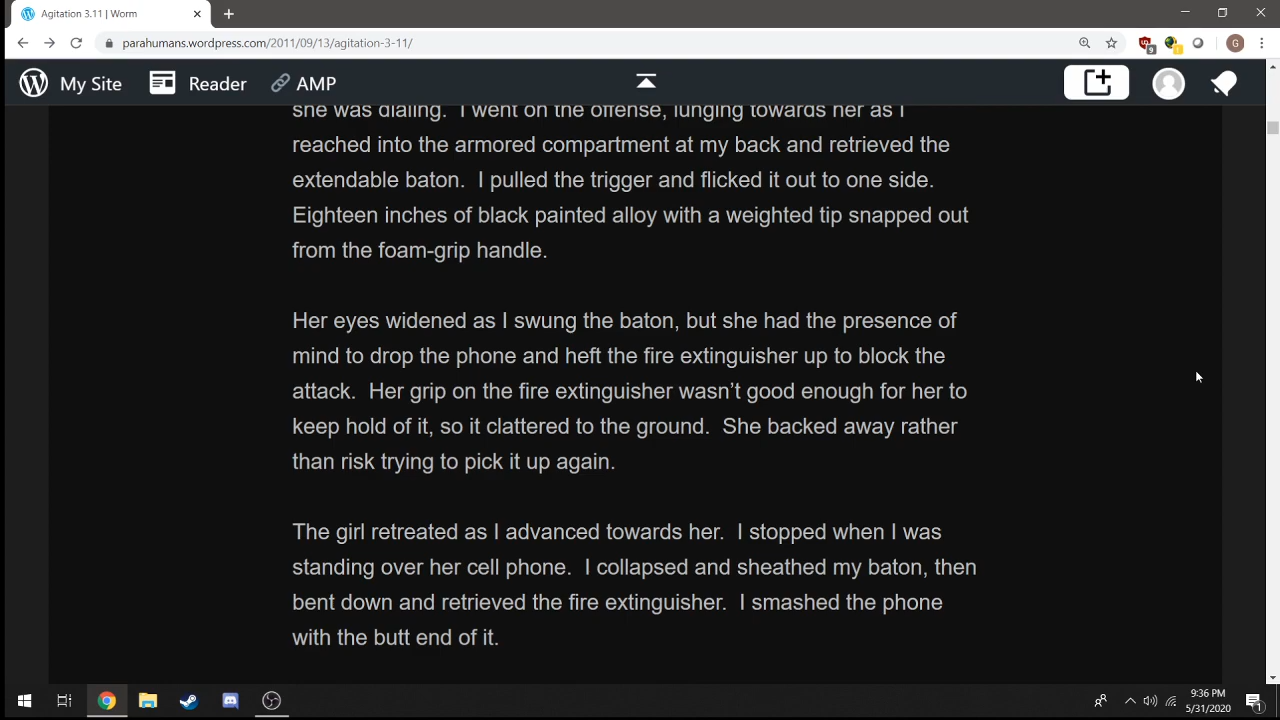 Agitation 3.11 | Worm
parahumans.wordpress.com/2011/09/13/agitation-3-11/
9
G
My Site
Reader
AMP
she was dialing.  I went on the offense, lunging towards her as I
reached into the armored compartment at my back and retrieved the
extendable baton.  I pulled the trigger and flicked it out to one side.
Eighteen inches of black painted alloy with a weighted tip snapped out
from the foam-grip handle.
Her eyes widened as I swung the baton, but she had the presence of
mind to drop the phone and heft the fire extinguisher up to block the
attack.  Her grip on the fire extinguisher wasn’t good enough for her to
keep hold of it, so it clattered to the ground.  She backed away rather
than risk trying to pick it up again.
The girl retreated as I advanced towards her.  I stopped when I was
standing over her cell phone.  I collapsed and sheathed my baton, then
bent down and retrieved the fire extinguisher.  I smashed the phone
with the butt end of it.
9:36 PM
5/31/2020
1